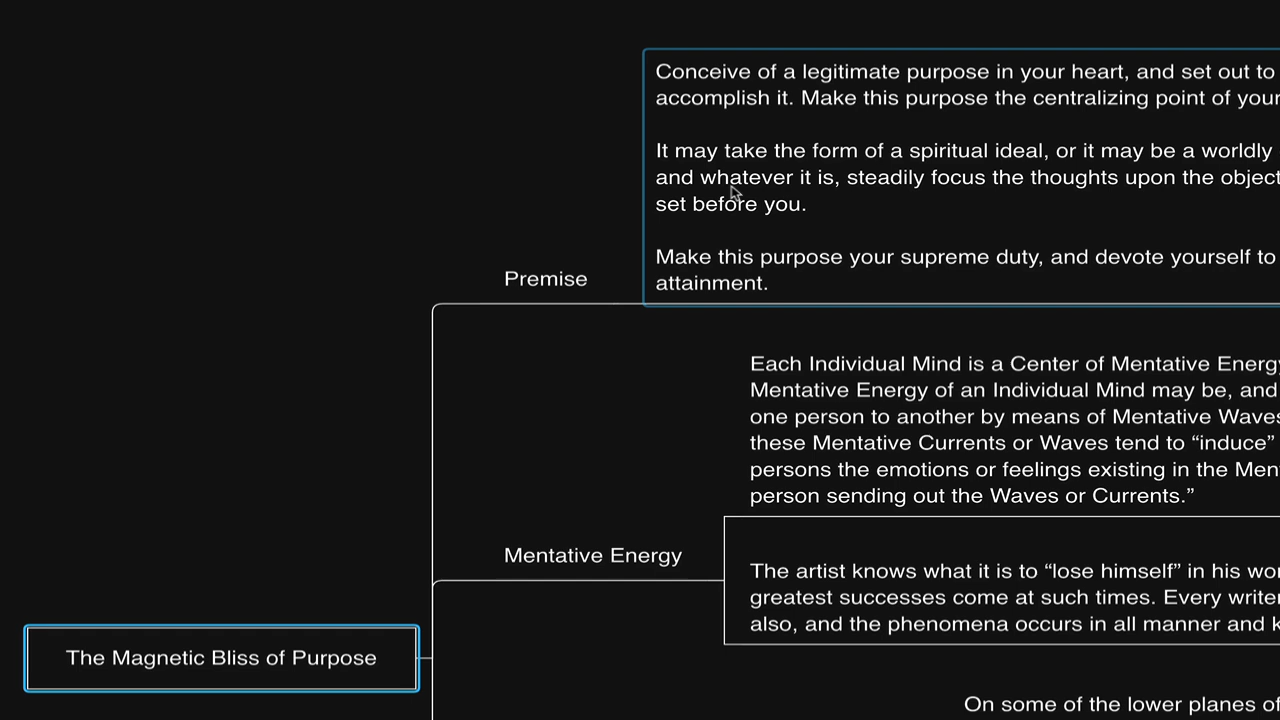 Conceive of a legitimate purpose in your heart, and set out to
accomplish it. Make this purpose the centralizing point of your
It may take the form of a spiritual ideal, or it may be a worldly
and whatever it is, steadily focus the thoughts upon the object
set before you.
Make this purpose your supreme duty, and devote yourself to
attainment.
Premise
Each Individual Mind is a Center of Mentative Energy
Mentative Energy of an Individual Mind may be, and
one person to another by means of Mentative Waves
these Mentative Currents or Waves tend to “induce”
persons the emotions or feelings existing in the Men
person sending out the Waves or Currents.”
Mentative Energy
The artist knows what it is to “lose himself” in his wor
greatest successes come at such times. Every writer
also, and the phenomena occurs in all manner and k
The Magnetic Bliss of Purpose
On some of the lower planes of